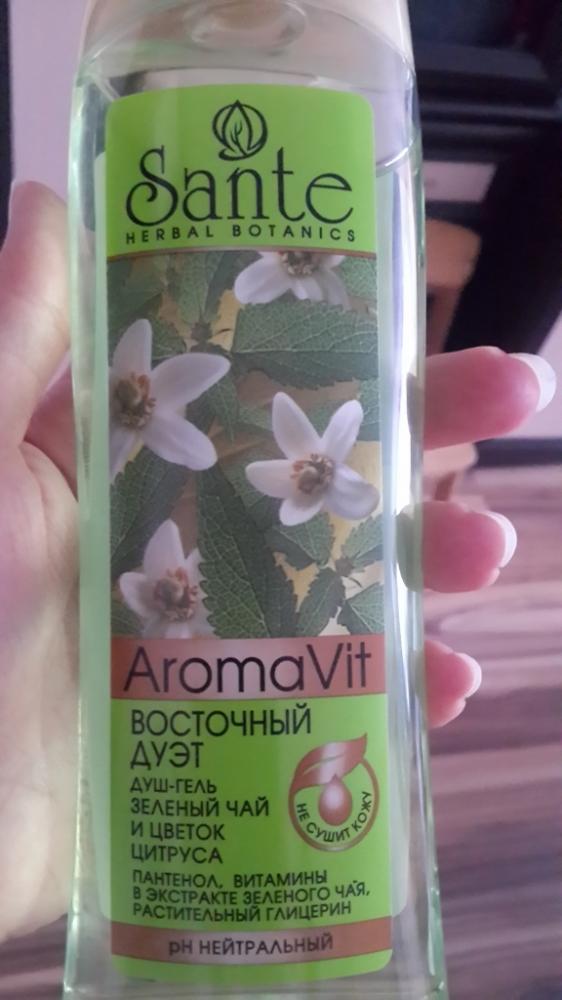 Sante
HERBAL BOTANICS
AromaVit
ВОСТОЧНЫЙ
ДУЭТ
ДУШ-ГЕЛЬ
ЗЕЛЕНЫЙ ЧАЙ
И ЦВЕТОК
ЦИТРУСА
НЕ СУШИТ КОЖУ
ПАНТЕНОЛ, ВИТАМИНЫ
В ЭКСТРАКТЕ ЗЕЛЕНОГО ЧАЯ,
РАСТИТЕЛЬНЫЙ ГЛИЦЕРИН
pH НЕЙТРАЛЬНЫЙ